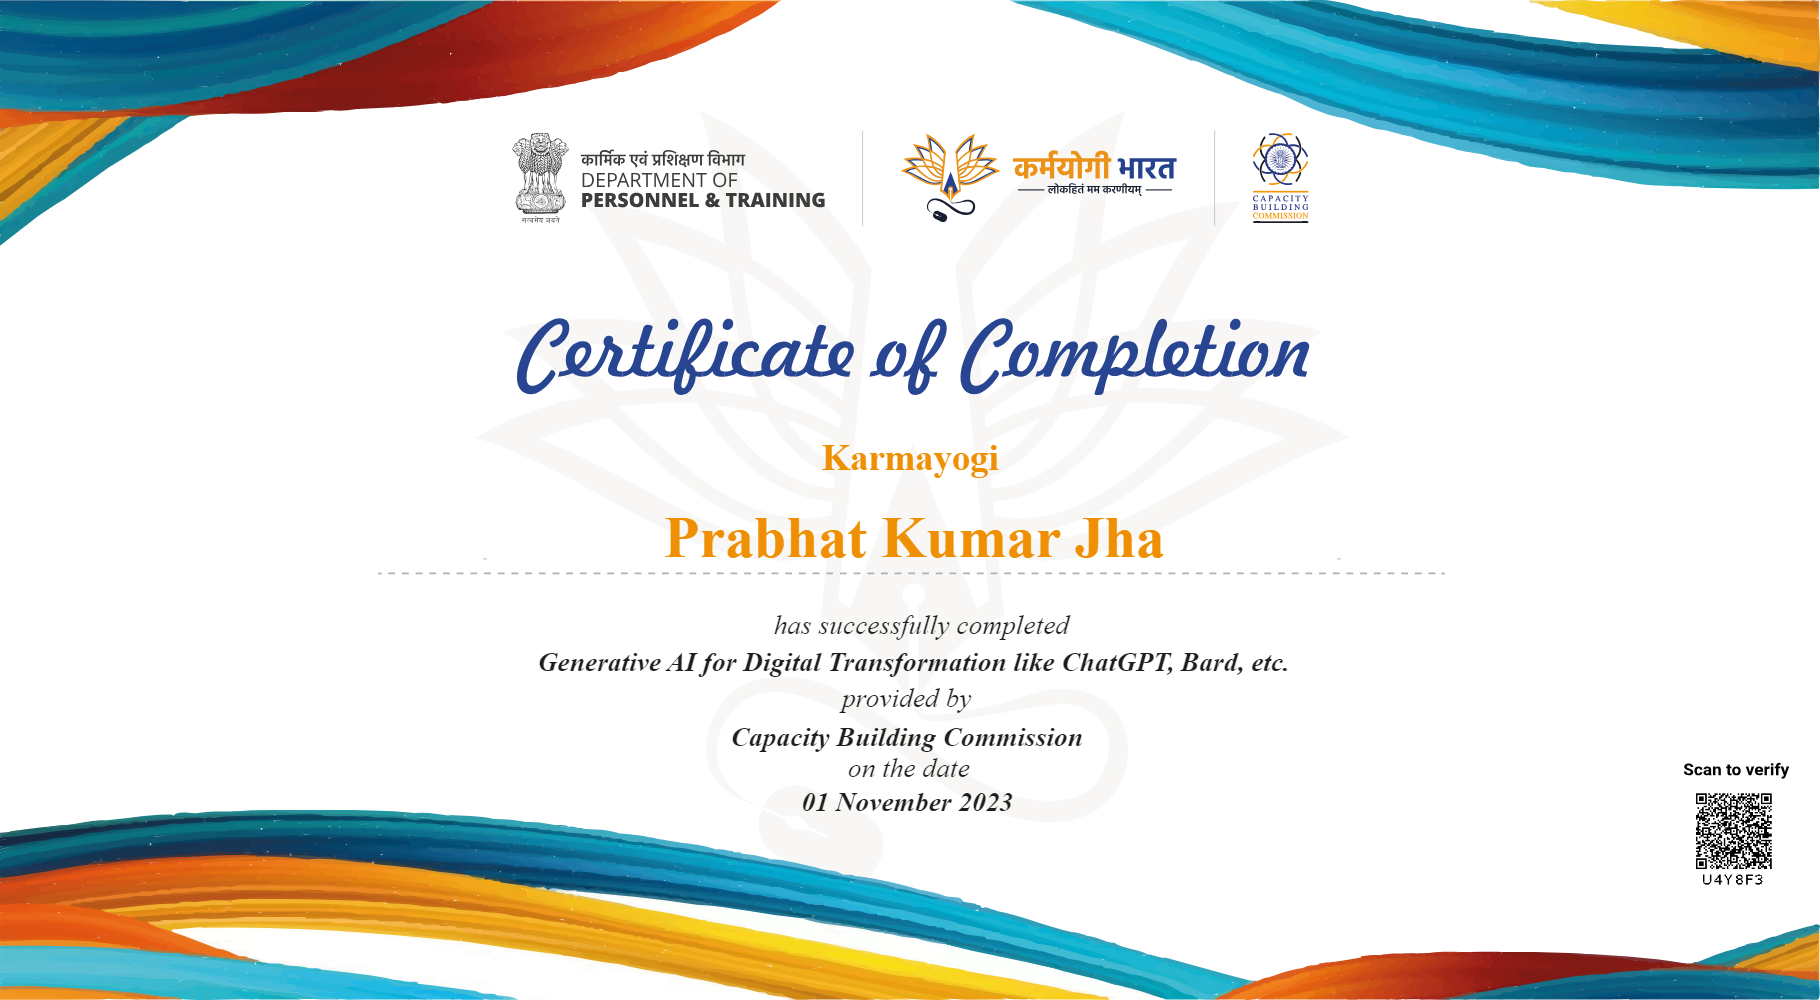 कार्मिक एवं प्रशिक्षण विभाग
DEPARTMENT OF
PERSONNEL & TRAINING
सत्यमेव जयते
कर्मयोगी भारत
लोकहितं मम करणीयम्
CAPACITY
BUILDING
COMMISSION
Certificate of Completion
Karmayogi
Prabhat Kumar Jha
has successfully completed
Generative AI for Digital Transformation like ChatGPT, Bard, etc.
provided by
Capacity Building Commission
on the date
01 November 2023
Scan to verify
U4Y8F3